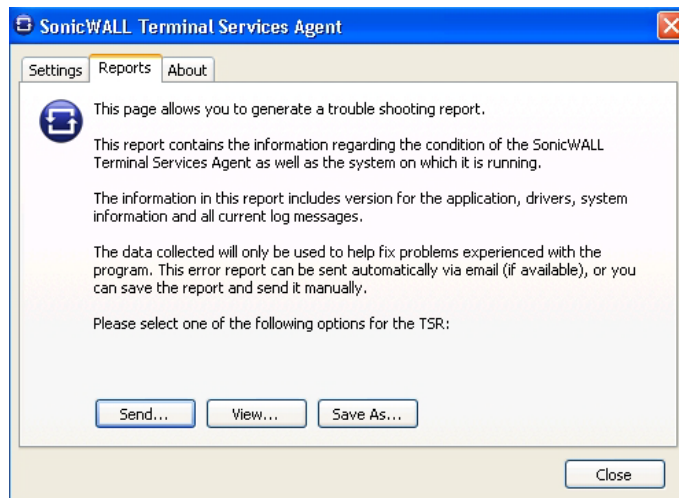 SonicWALL Terminal Services Agent
Settings Reports About
This page allows you to generate a trouble shooting report.
This report contains the information regarding the condition of the SonicWALL
Terminal Services Agent as well as the system on which it is running.
The information in this report includes version for the application, drivers, system
information and all current log messages.
The data collected will only be used to help fix problems experienced with the
program. This error report can be sent automatically via email (if available), or you
can save the report and send it manually.
Please select one of the following options for the TSR:
Send... View... Save As...
Close